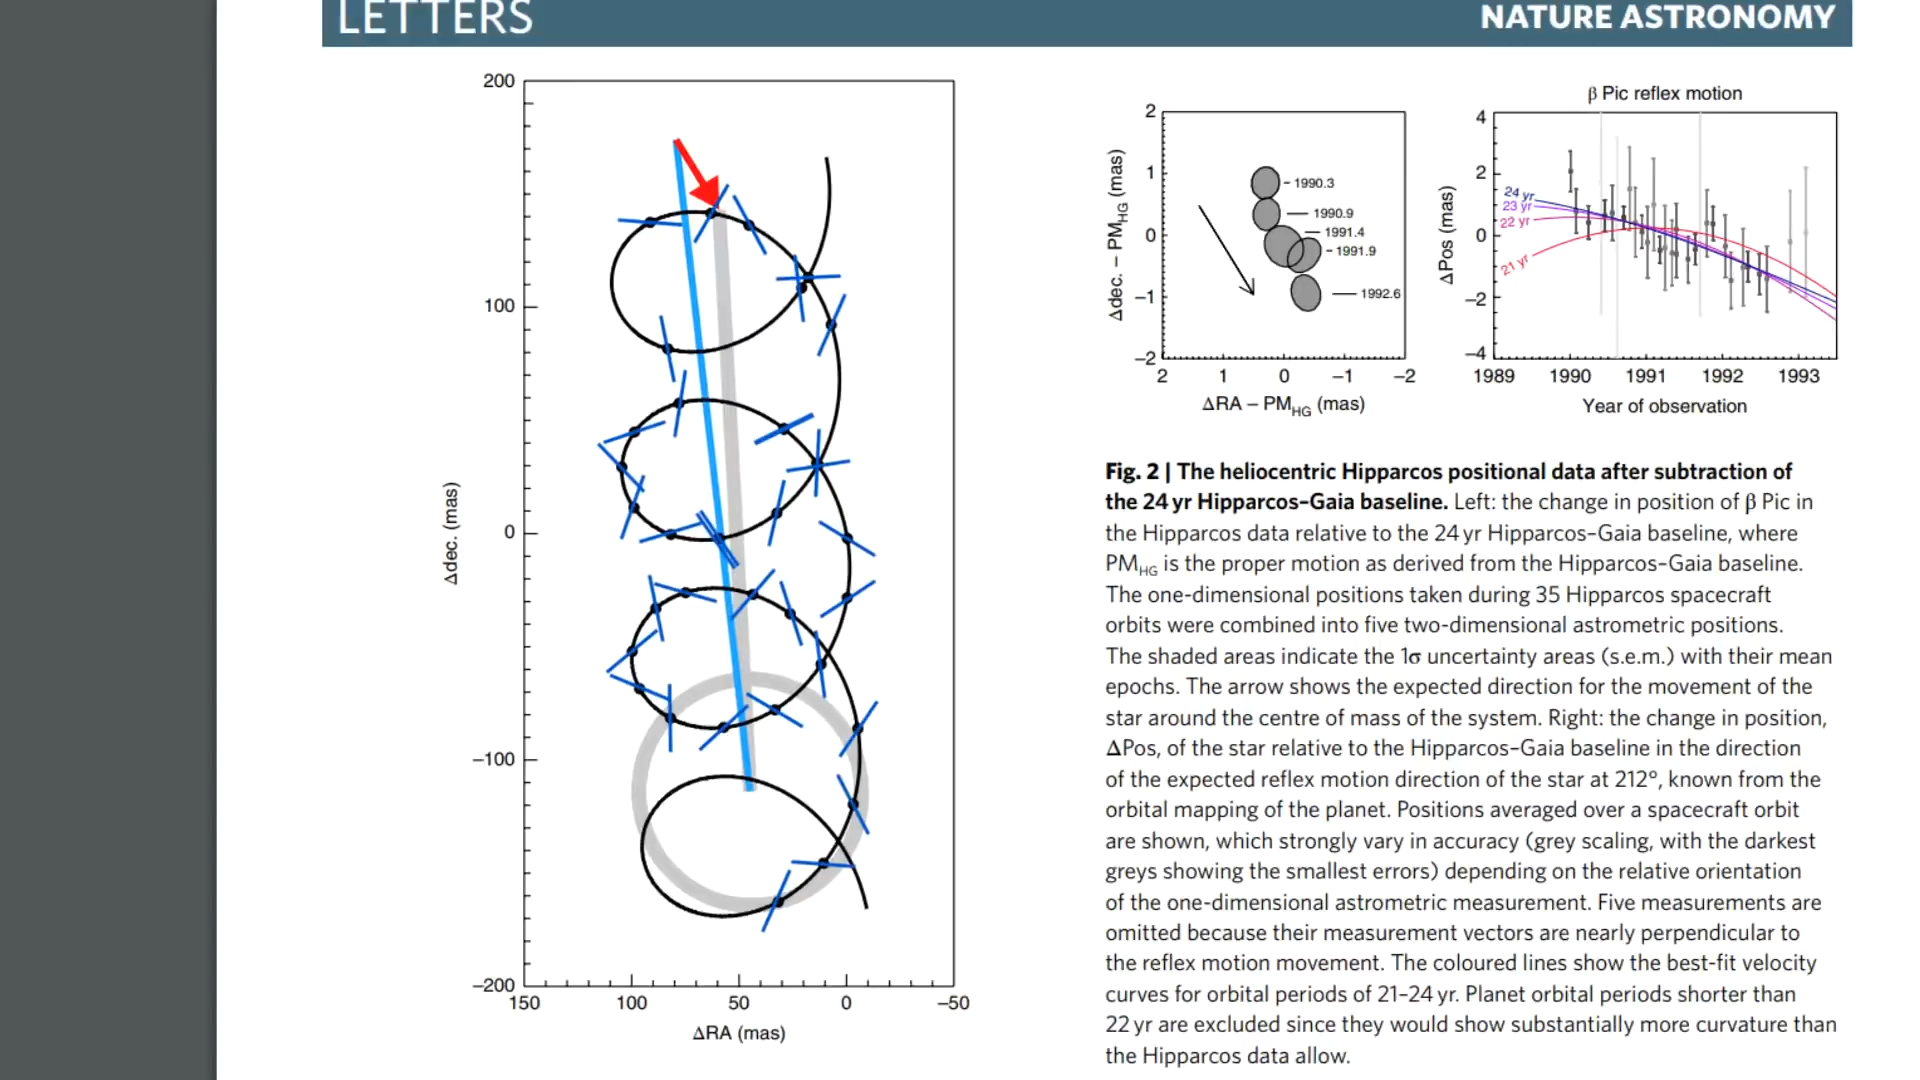 LETTERS
NATURE ASTRONOMY
200
100
0
−100
−200
150
100
50
0
−50
Δdec. (mas)
ΔRA (mas)
2
1
0
−1
−2
2
1
0
−1
−2
Δdec. − PMHG (mas)
ΔRA − PMHG (mas)
1990.3
1990.9
1991.4
1991.9
1992.6
β Pic reflex motion
4
2
0
−2
−4
ΔPos (mas)
24 yr
23 yr
22 yr
21 yr
1989
1990
1991
1992
1993
Year of observation
Fig. 2 | The heliocentric Hipparcos positional data after subtraction of
the 24 yr Hipparcos–Gaia baseline. Left: the change in position of β Pic in
the Hipparcos data relative to the 24 yr Hipparcos–Gaia baseline, where
PMHG is the proper motion as derived from the Hipparcos–Gaia baseline.
The one-dimensional positions taken during 35 Hipparcos spacecraft
orbits were combined into five two-dimensional astrometric positions.
The shaded areas indicate the 1σ uncertainty areas (s.e.m.) with their mean
epochs. The arrow shows the expected direction for the movement of the
star around the centre of mass of the system. Right: the change in position,
ΔPos, of the star relative to the Hipparcos–Gaia baseline in the direction
of the expected reflex motion direction of the star at 212°, known from the
orbital mapping of the planet. Positions averaged over a spacecraft orbit
are shown, which strongly vary in accuracy (grey scaling, with the darkest
greys showing the smallest errors) depending on the relative orientation
of the one-dimensional astrometric measurement. Five measurements are
omitted because their measurement vectors are nearly perpendicular to
the reflex motion movement. The coloured lines show the best-fit velocity
curves for orbital periods of 21–24 yr. Planet orbital periods shorter than
22 yr are excluded since they would show substantially more curvature than
the Hipparcos data allow.